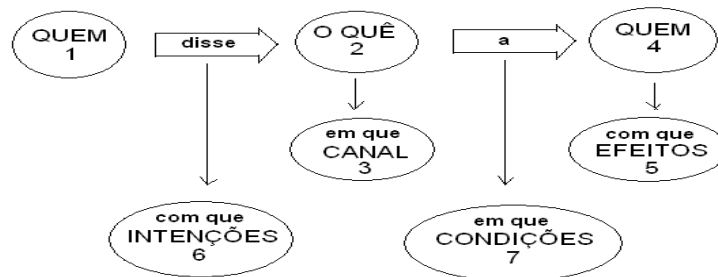 QUEM
1
disse
O QUÊ
2
a
QUEM
4
em que
CANAL
3
com que
EFEITOS
5
com que
INTENÇÕES
6
em que
CONDIÇÕES
7